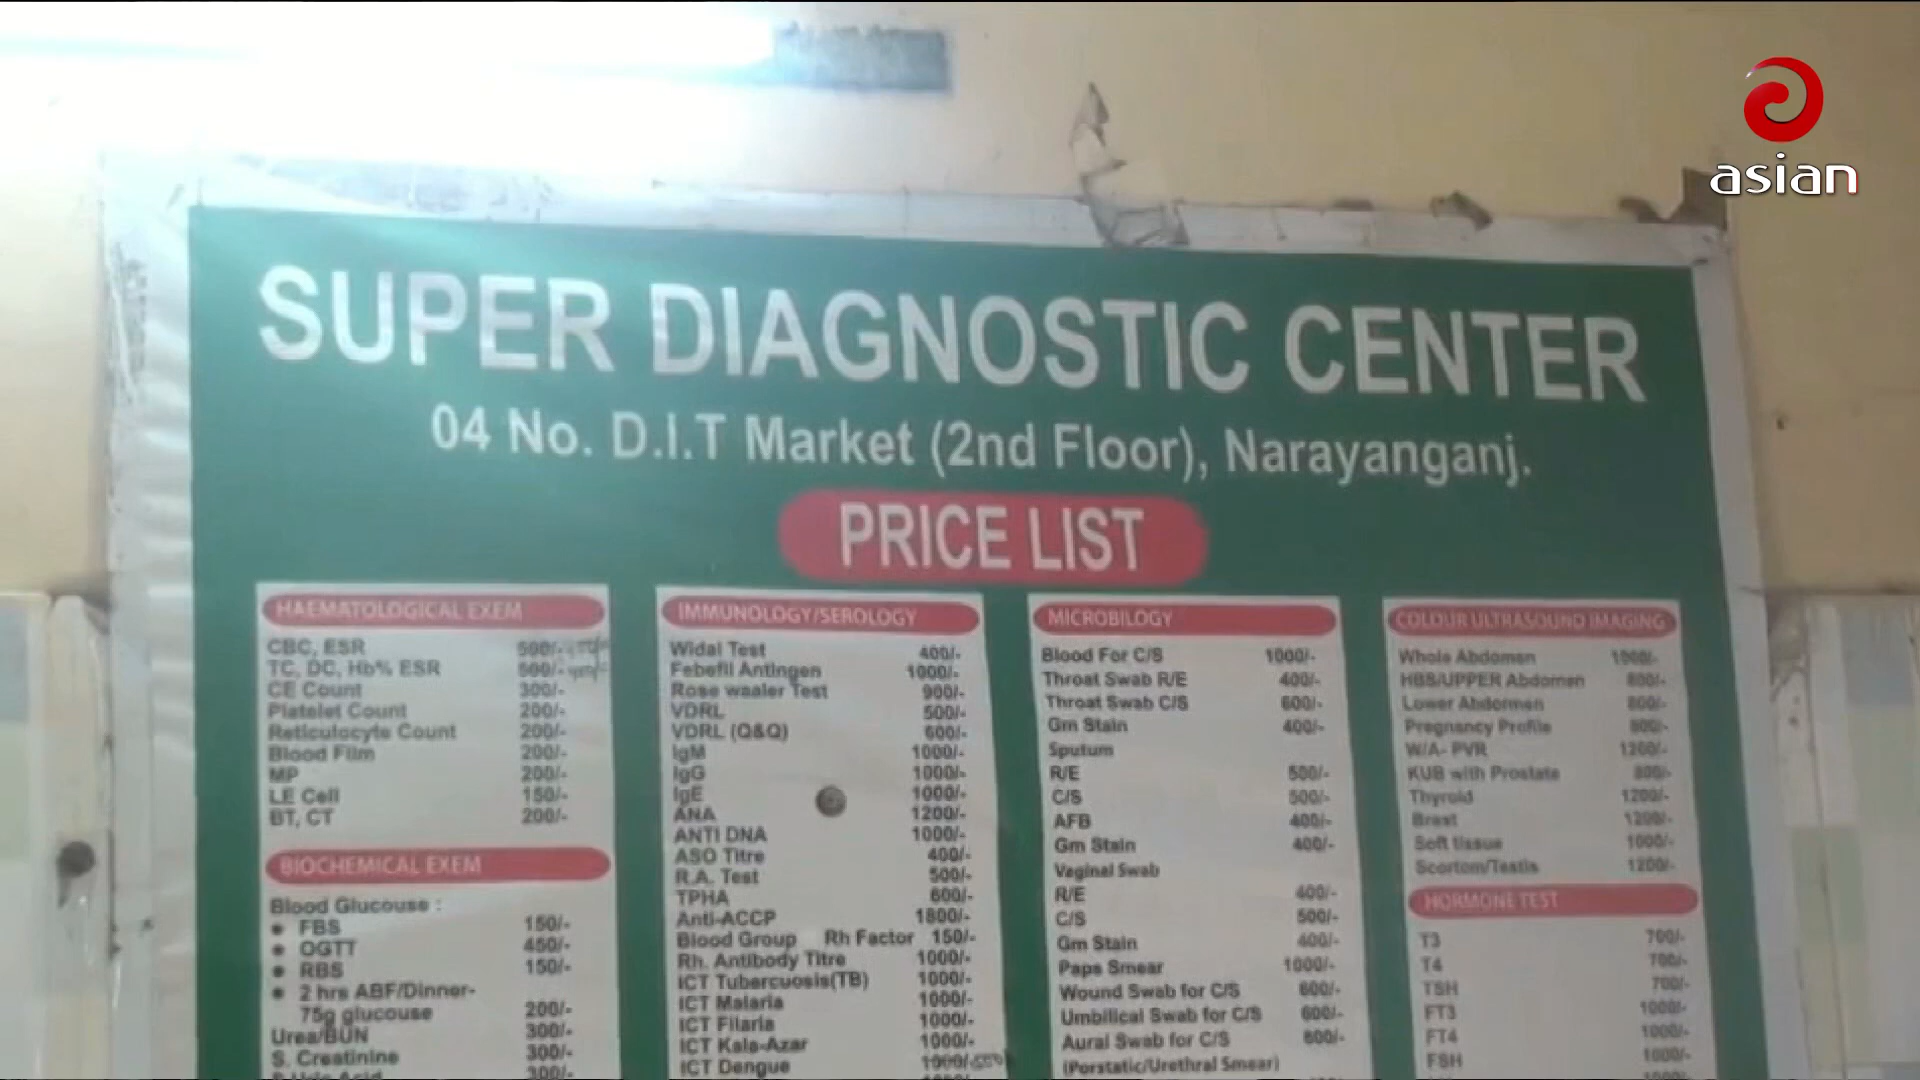 asian
SUPER DIAGNOSTIC CENTER
04 No. D.I.T Market (2nd Floor), Narayanganj.
PRICE LIST
HAEMATOLOGICAL EXEM
CBC, ESR 500/-
TC, DC, Hb% ESR 500/-
CE Count 300/-
Platelet Count 200/-
Reticulocyte Count 200/-
Blood Film 200/-
MP 200/-
LE Cell 150/-
BT, CT 200/-
BIOCHEMICAL EXEM
Blood Glucouse :
• FBS 150/-
• OGTT 450/-
• RBS 150/-
• 2 hrs ABF/Dinner-
75g glucouse 200/-
Urea/BUN 300/-
S. Creatinine 300/-
300/-
IMMUNOLOGY/SEROLOGY
Widal Test 400/-
Febefil Antingen 1000/-
Rose waaler Test 900/-
VDRL 500/-
VDRL (Q&Q) 600/-
IgM 1000/-
IgG 1000/-
IgE 1000/-
ANA 1200/-
ANTI DNA 1000/-
ASO Titre 400/-
R.A. Test 500/-
TPHA 600/-
Anti-ACCP 1800/-
Blood Group Rh Factor 150/-
Rh. Antibody Titre 1000/-
ICT Tubercuosis(TB) 1000/-
ICT Malaria 1000/-
ICT Filaria 1000/-
ICT Kala-Azar 1000/-
ICT Dengue 1000/-
MICROBILOGY
Blood For C/S 1000/-
Throat Swab R/E 400/-
Throat Swab C/S 600/-
Gm Stain 400/-
Sputum
R/E 500/-
C/S 500/-
AFB 400/-
Gm Stain 400/-
Vaginal Swab
R/E 400/-
C/S 500/-
Gm Stain 400/-
Paps Smear 1000/-
Wound Swab for C/S 600/-
Umbilical Swab for C/S 600/-
Aural Swab for C/S 600/-
(Porstatic/Urethral Smear)
COLOUR ULTRASOUND IMAGING
Whole Abdomen 1000/-
HBS/UPPER Abdomen 800/-
Lower Abdormen 800/-
Pregnancy Profile 800/-
W/A- PVR 1200/-
KUB with Prostate 800/-
Thyroid 1200/-
Brest 1200/-
Soft tissue 1000/-
Scortom/Testis 1200/-
HORMONE TEST
T3 700/-
T4 700/-
TSH 700/-
FT3 1000/-
FT4 1000/-
FSH 1000/-